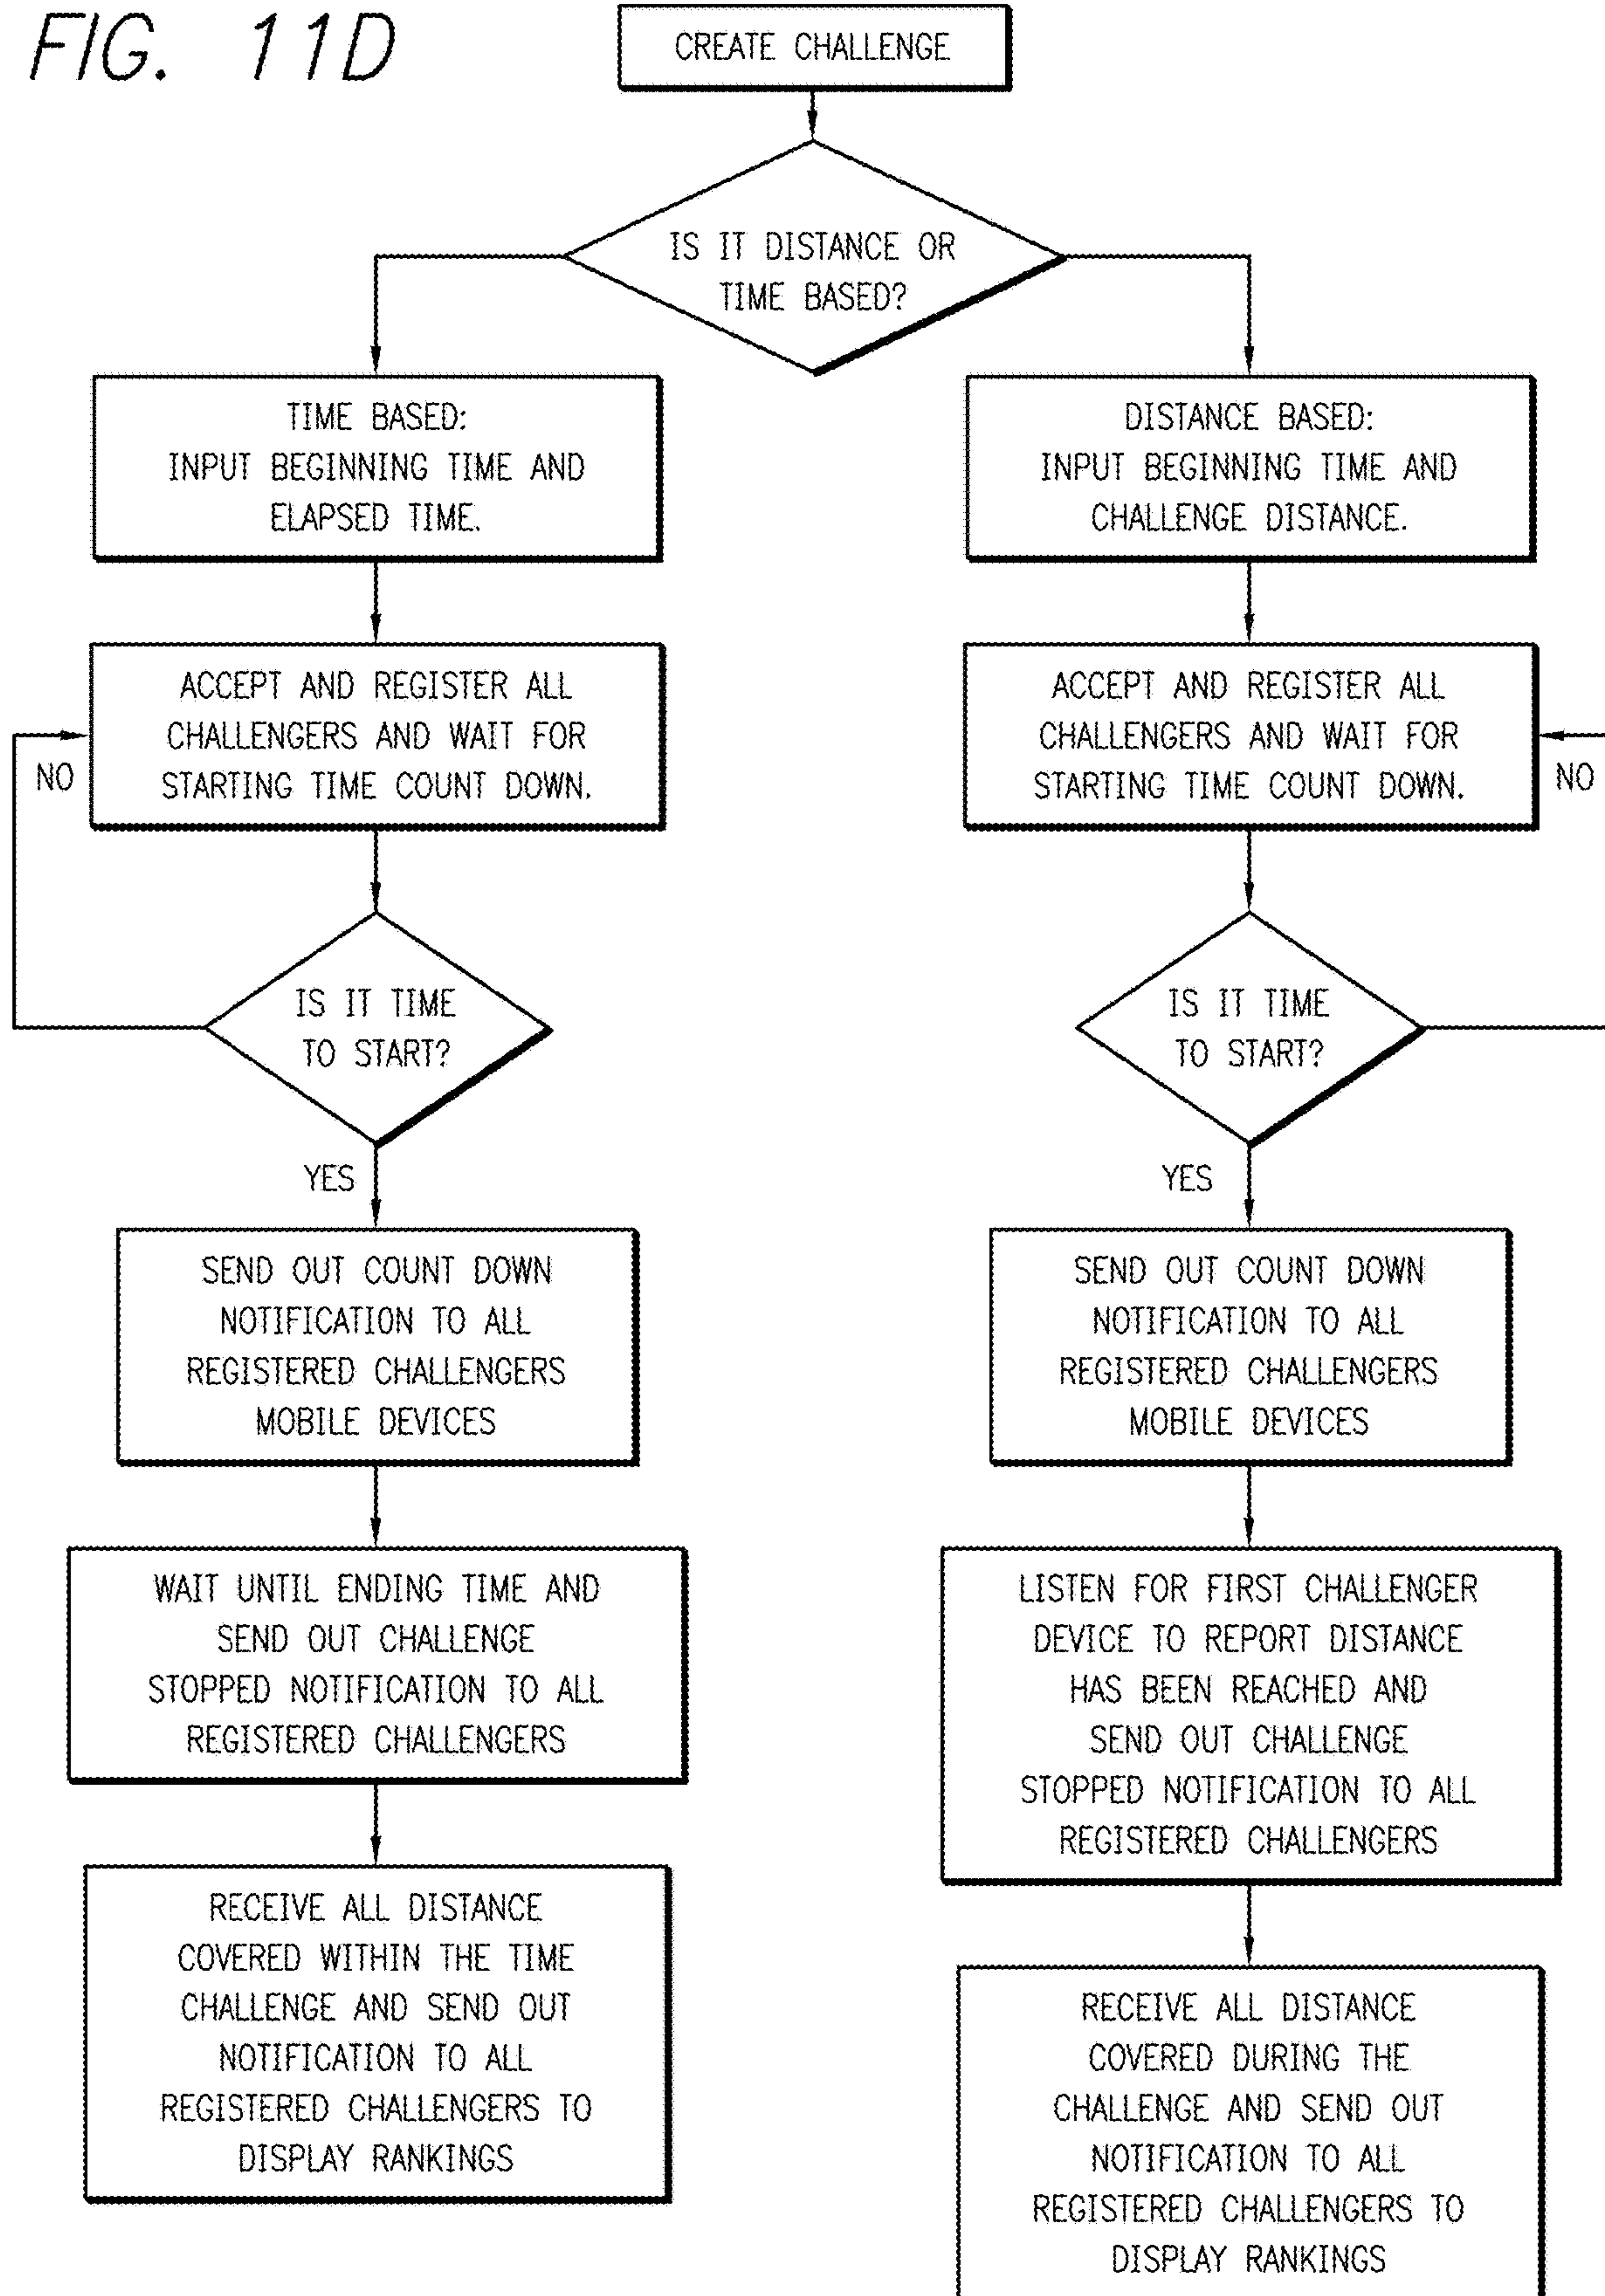 FIG. 11D
CREATE CHALLENGE
IS IT DISTANCE OR
TIME BASED?
TIME BASED:
INPUT BEGINNING TIME AND
ELAPSED TIME.
ACCEPT AND REGISTER ALL
CHALLENGERS AND WAIT FOR
STARTING TIME COUNT DOWN.
NO
IS IT TIME
TO START?
YES
SEND OUT COUNT DOWN
NOTIFICATION TO ALL
REGISTERED CHALLENGERS
MOBILE DEVICES
WAIT UNTIL ENDING TIME AND
SEND OUT CHALLENGE
STOPPED NOTIFICATION TO ALL
REGISTERED CHALLENGERS
RECEIVE ALL DISTANCE
COVERED WITHIN THE TIME
CHALLENGE AND SEND OUT
NOTIFICATION TO ALL
REGISTERED CHALLENGERS TO
DISPLAY RANKINGS
DISTANCE BASED:
INPUT BEGINNING TIME AND
CHALLENGE DISTANCE.
ACCEPT AND REGISTER ALL
CHALLENGERS AND WAIT FOR
STARTING TIME COUNT DOWN.
NO
IS IT TIME
TO START?
YES
SEND OUT COUNT DOWN
NOTIFICATION TO ALL
REGISTERED CHALLENGERS
MOBILE DEVICES
LISTEN FOR FIRST CHALLENGER
DEVICE TO REPORT DISTANCE
HAS BEEN REACHED AND
SEND OUT CHALLENGE
STOPPED NOTIFICATION TO ALL
REGISTERED CHALLENGERS
RECEIVE ALL DISTANCE
COVERED DURING THE
CHALLENGE AND SEND OUT
NOTIFICATION TO ALL
REGISTERED CHALLENGERS TO
DISPLAY RANKINGS